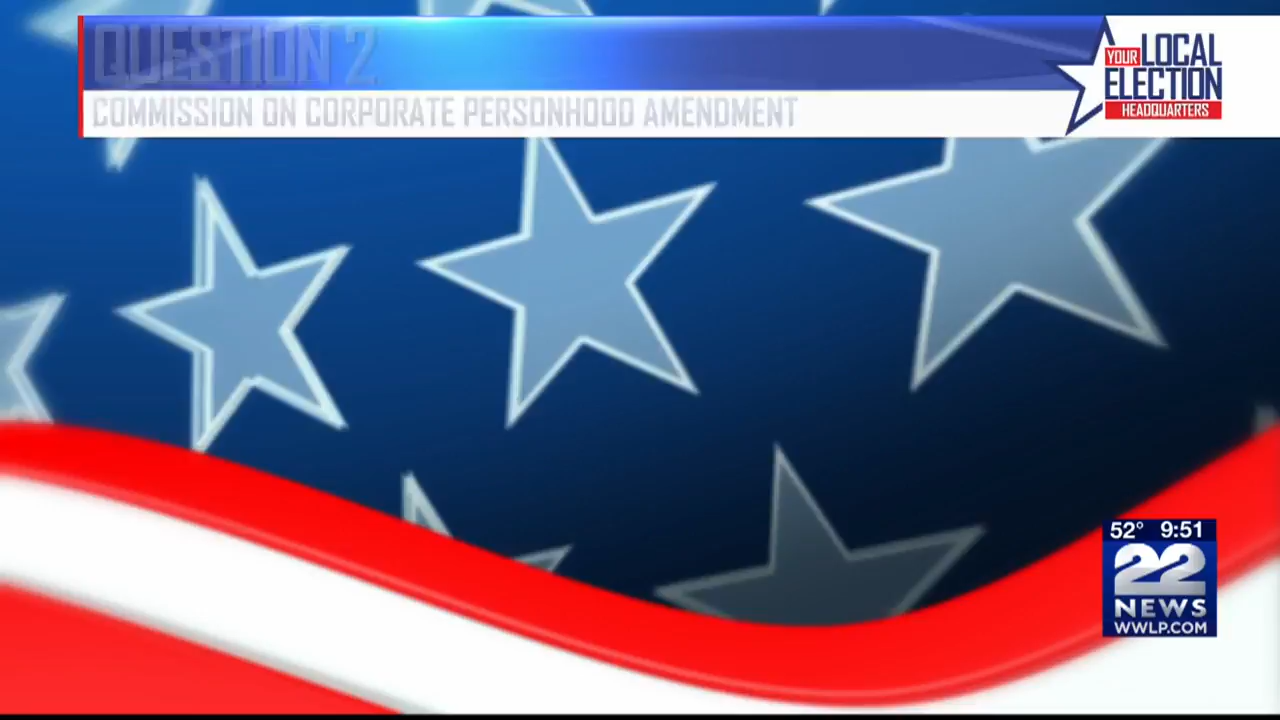 QUESTION 2
COMMISSION ON CORPORATE PERSONHOOD AMENDMENT
YOUR LOCAL
ELECTION
HEADQUARTERS
52° 9:51
22
NEWS
WWLP.COM